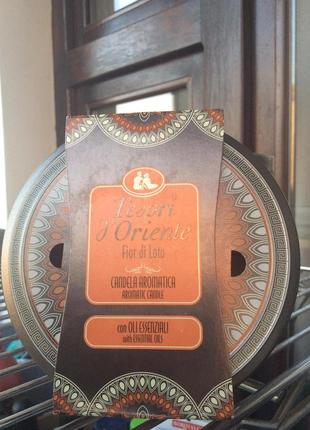 Tesori
d'Oriente
Fior di Loto
CANDELA AROMATICA
AROMATIC CANDLE
con OLI ESSENZIALI
with ESSENTIAL OILS